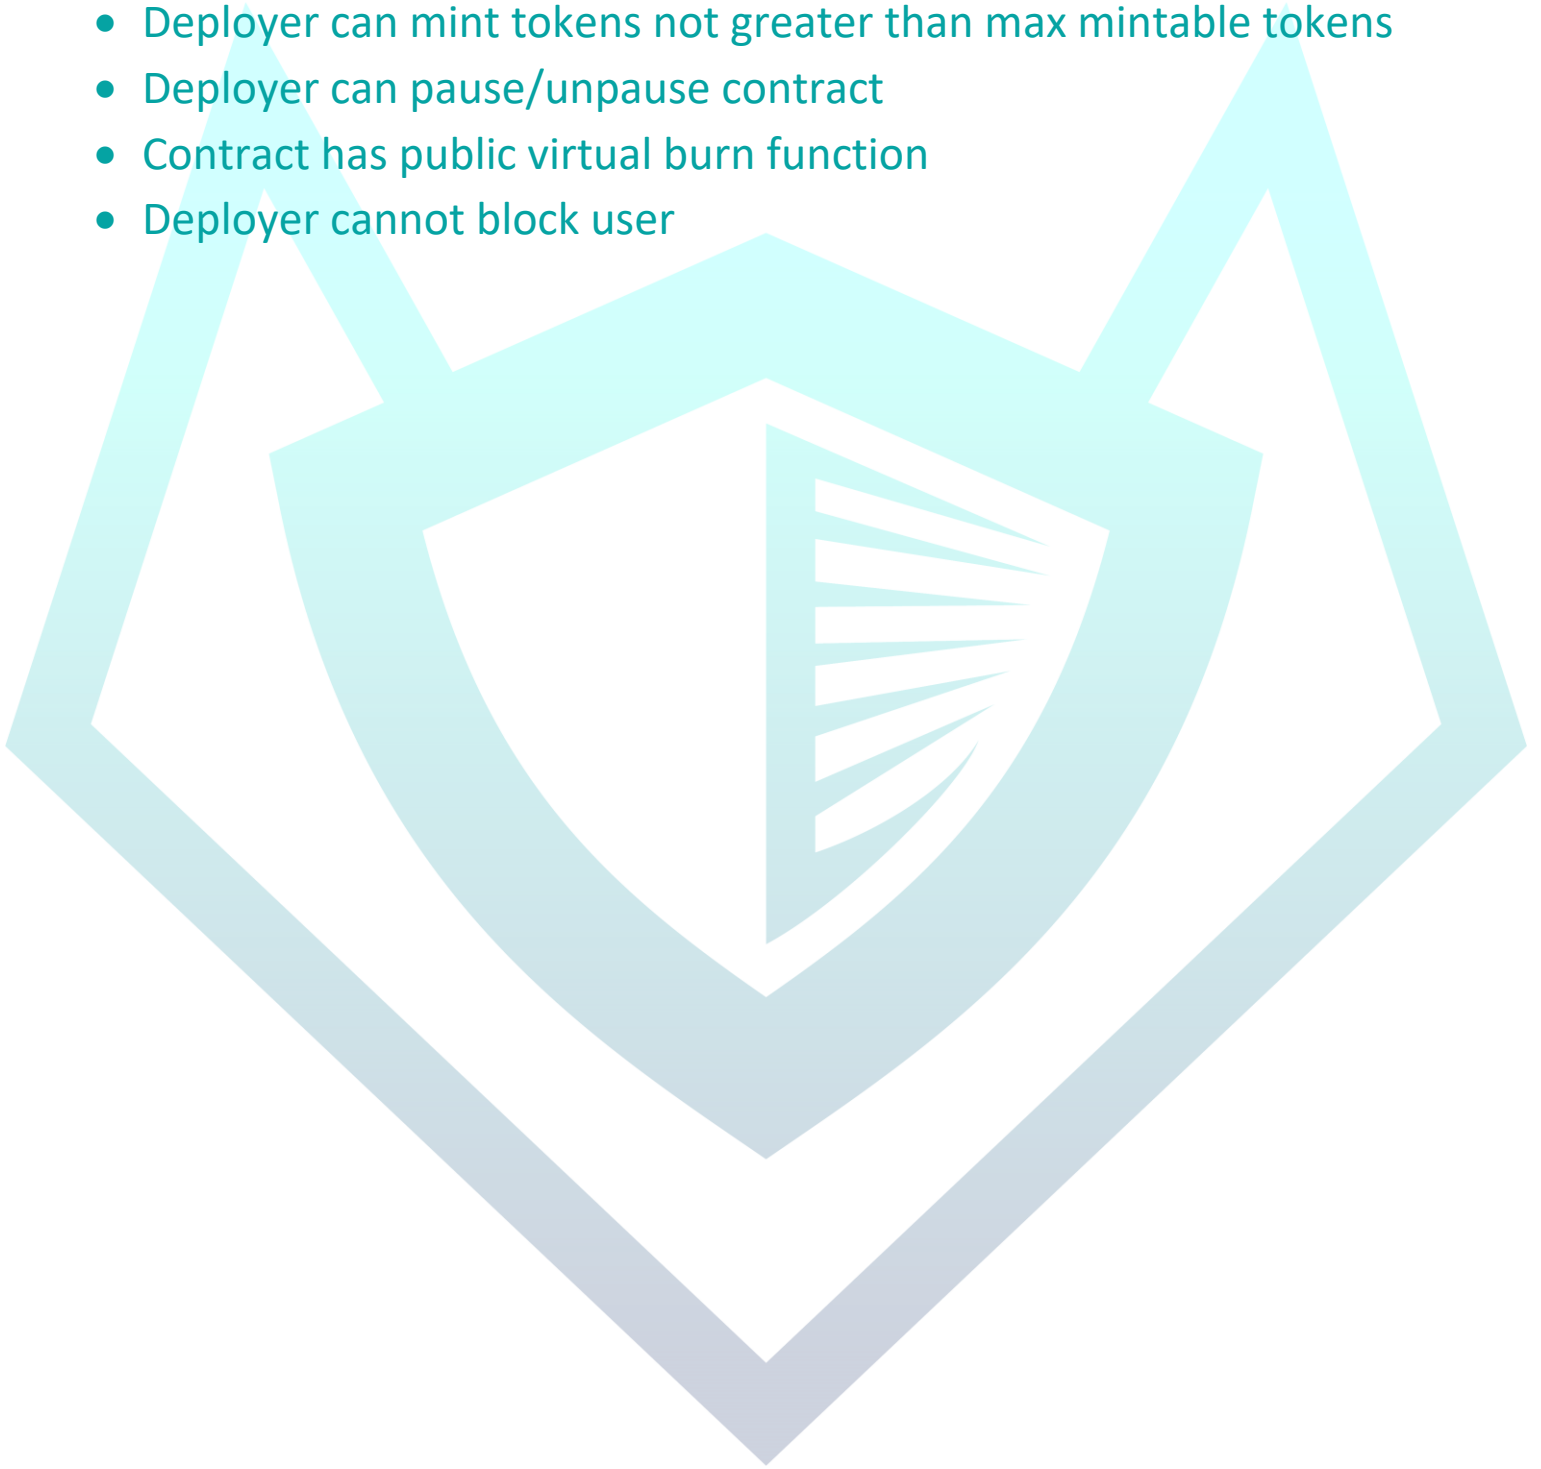 • Deployer can mint tokens not greater than max mintable tokens
• Deployer can pause/unpause contract
• Contract has public virtual burn function
• Deployer cannot block user